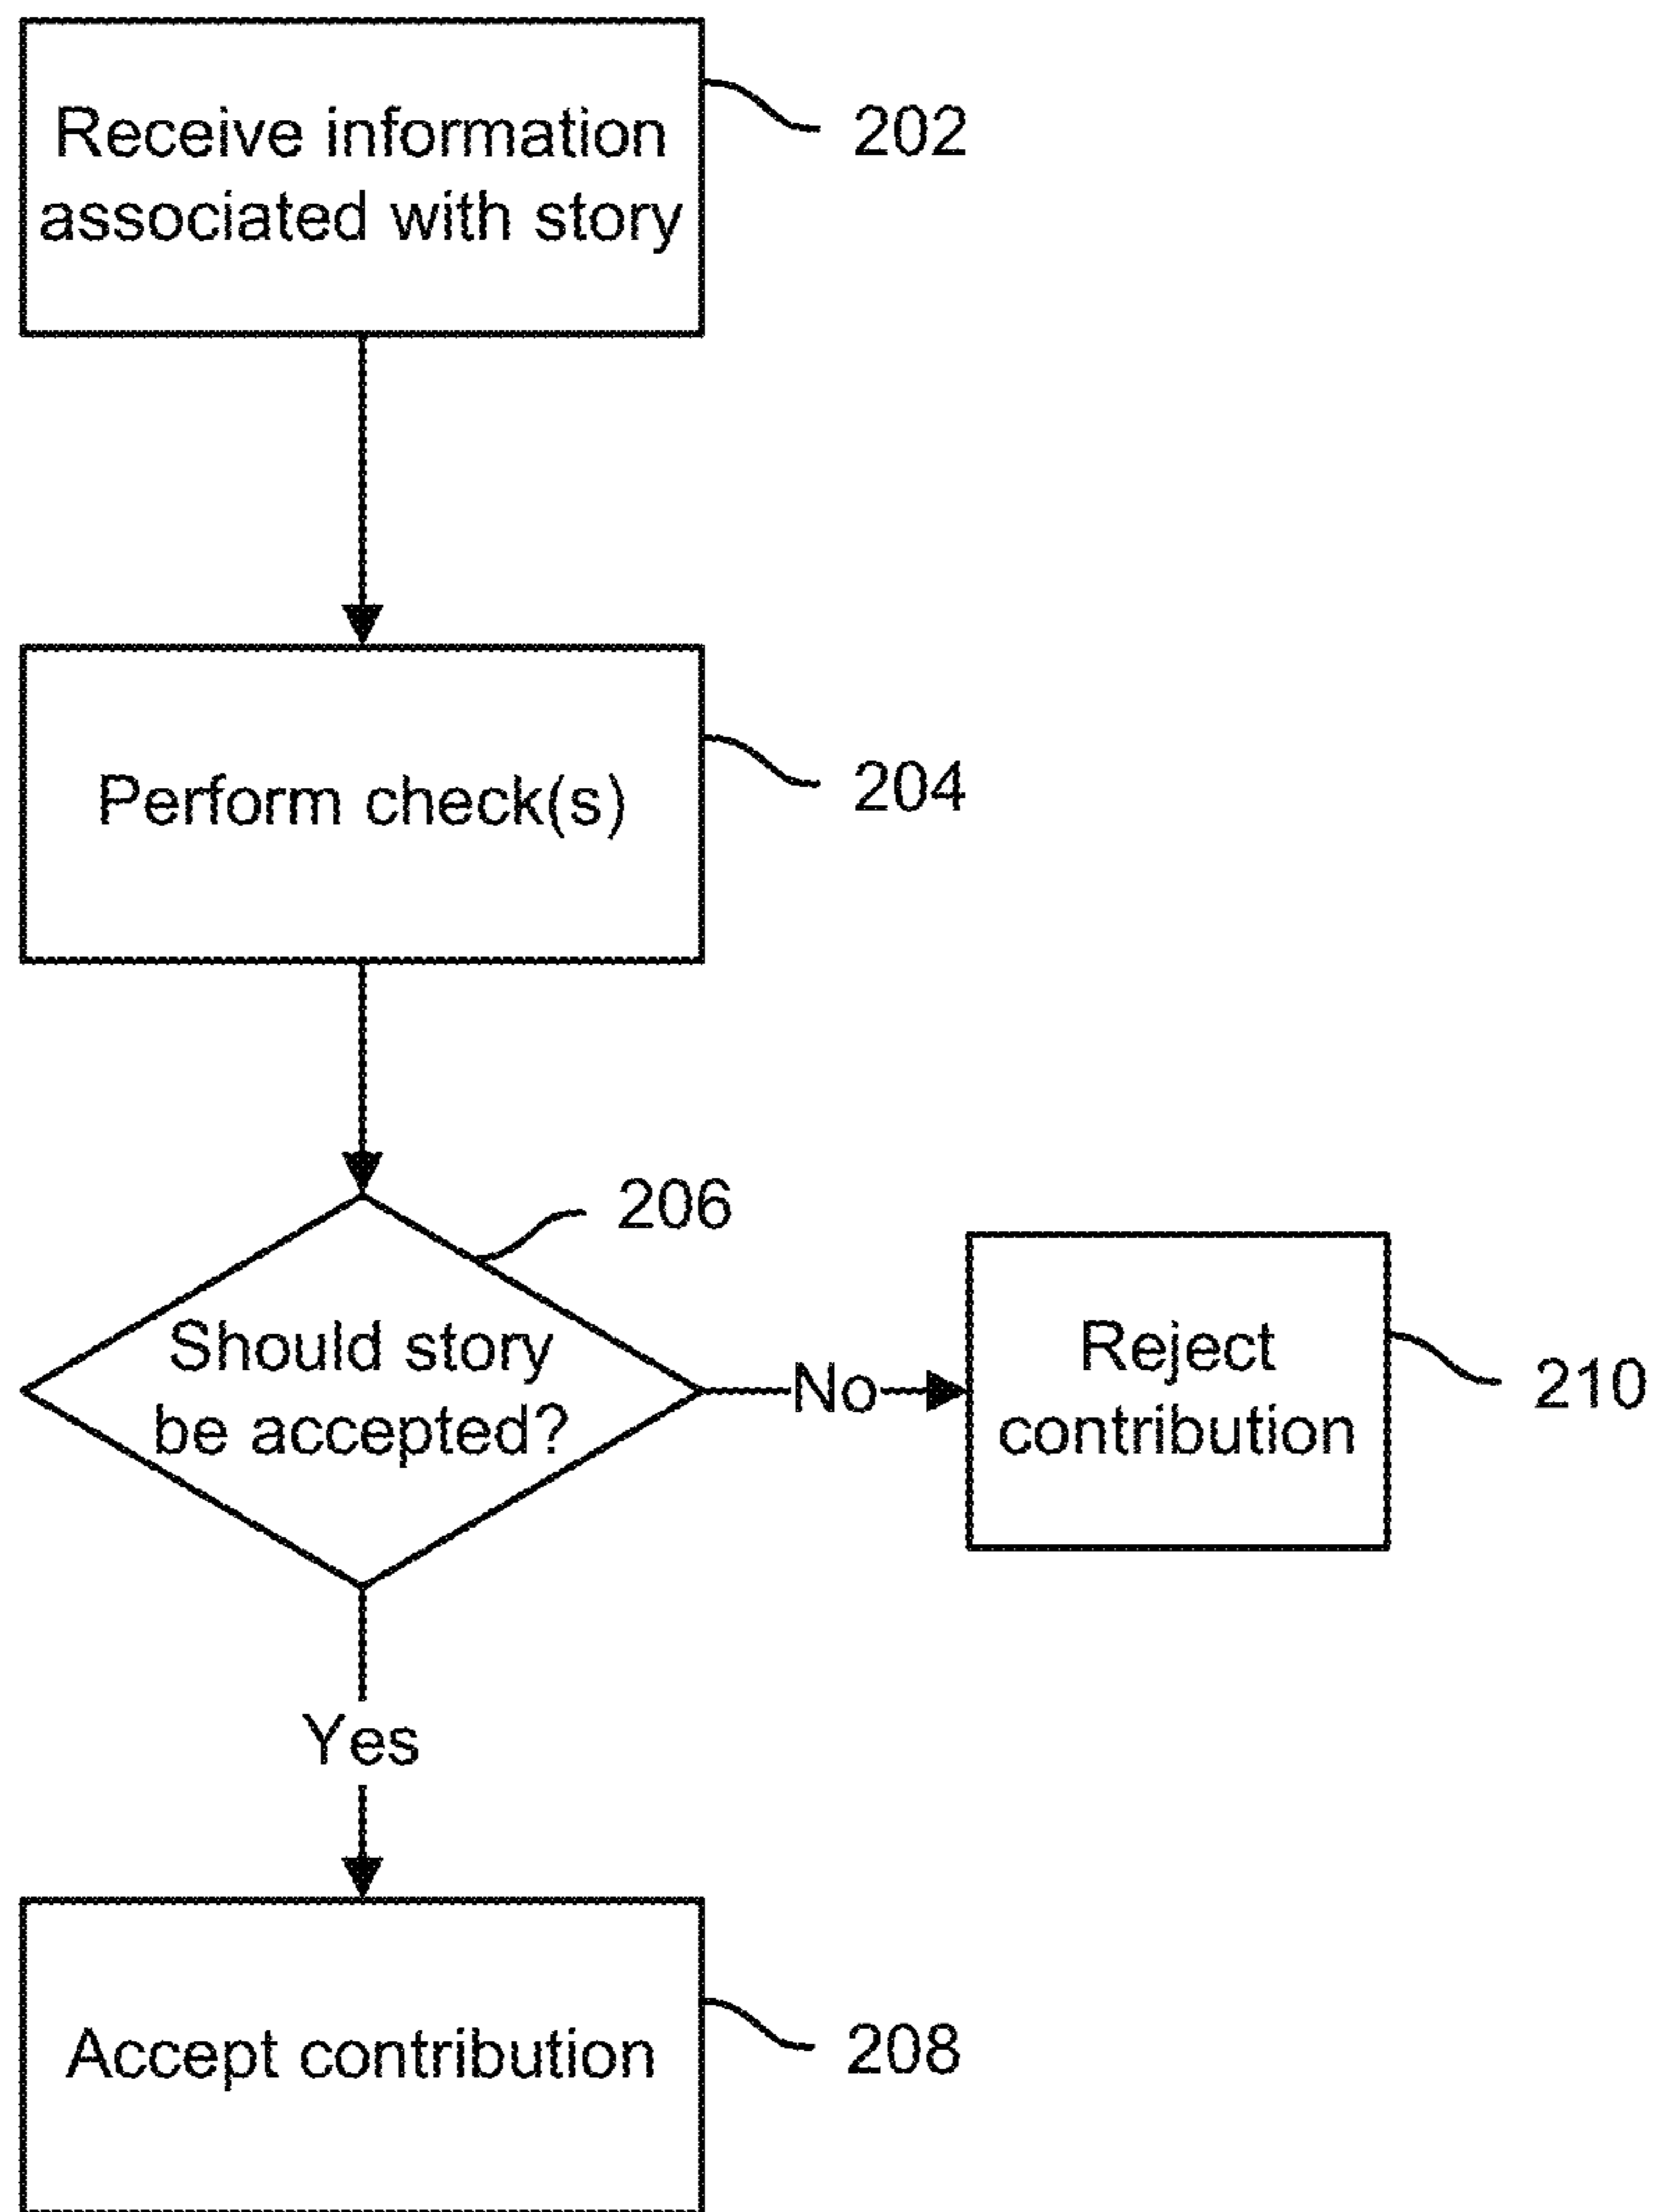 Receive information
associated with story
202
Perform check(s)
204
206
Should story
be accepted?
No
Reject
contribution
210
Yes
Accept contribution
208